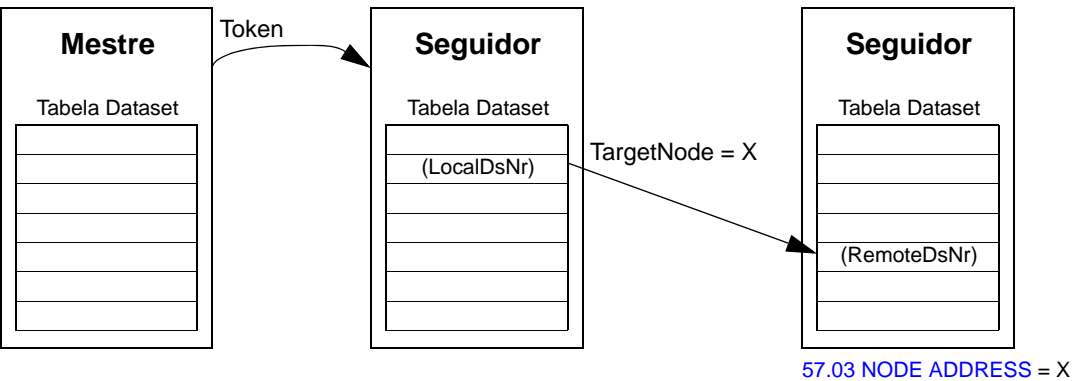 Mestre
Token
Seguidor
Seguidor
Tabela Dataset
Tabela Dataset
Tabela Dataset
(LocalDsNr)
TargetNode = X
(RemoteDsNr)
57.03 NODE ADDRESS = X